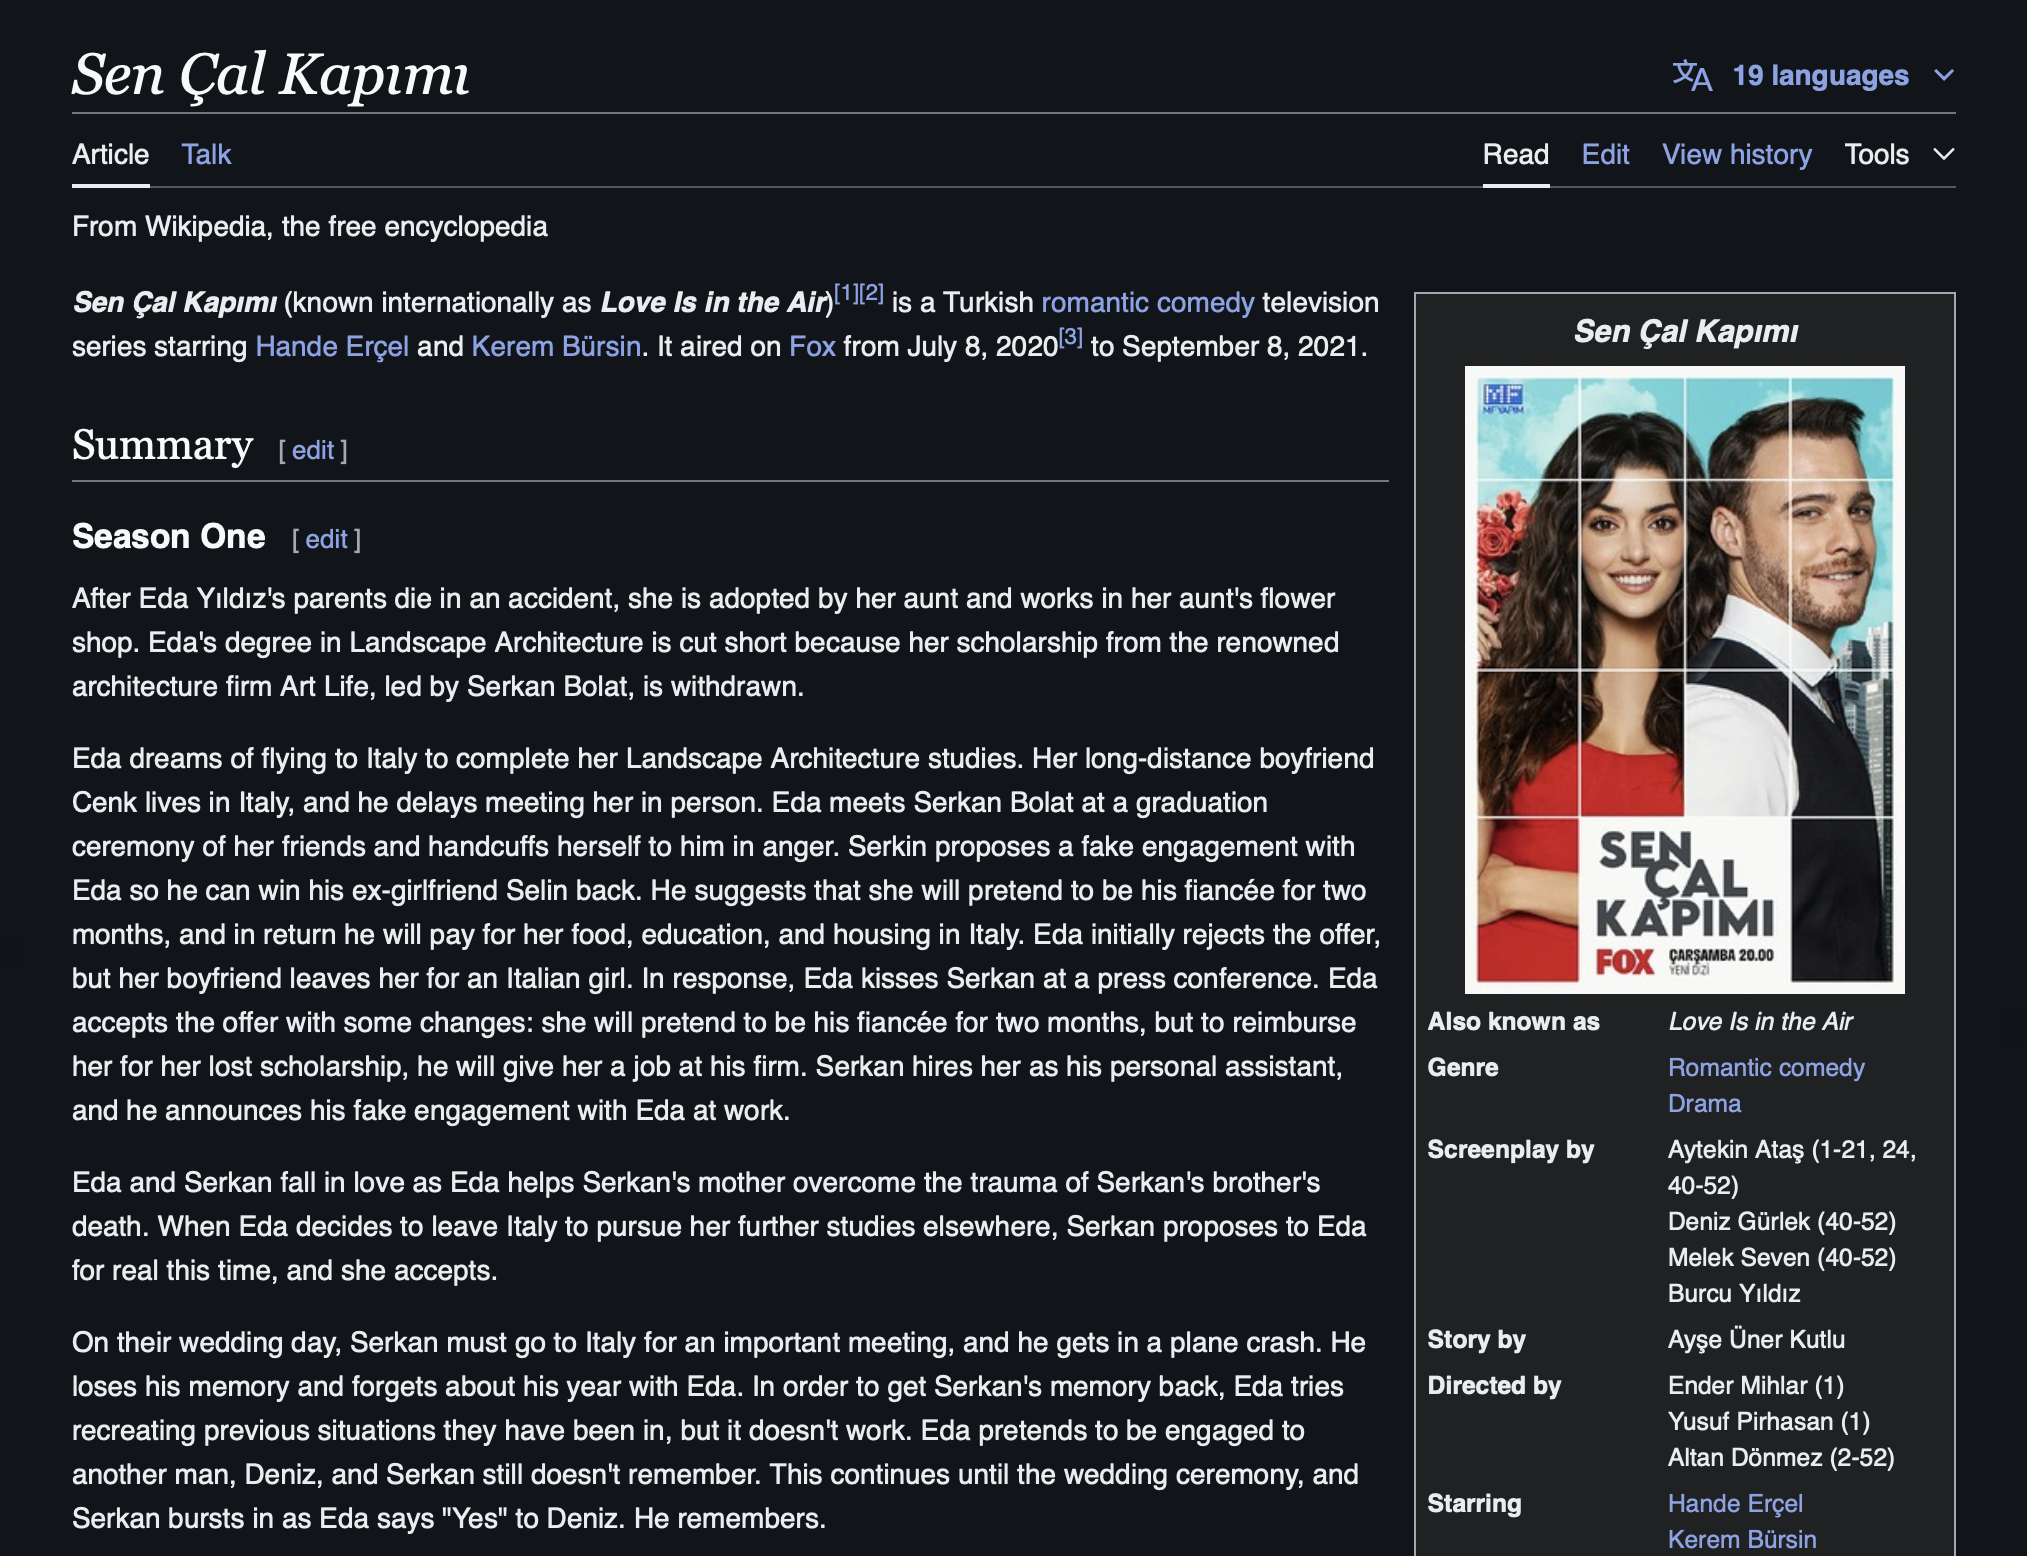 Sen Çal Kapımı
文A 19 languages
Article Talk
Read Edit View history Tools
From Wikipedia, the free encyclopedia
Sen Çal Kapımı (known internationally as Love Is in the Air)[1][2] is a Turkish romantic comedy television
series starring Hande Erçel and Kerem Bürsin. It aired on Fox from July 8, 2020[3] to September 8, 2021.
Summary [ edit ]
Season One [ edit ]
After Eda Yıldız's parents die in an accident, she is adopted by her aunt and works in her aunt's flower
shop. Eda's degree in Landscape Architecture is cut short because her scholarship from the renowned
architecture firm Art Life, led by Serkan Bolat, is withdrawn.
Eda dreams of flying to Italy to complete her Landscape Architecture studies. Her long-distance boyfriend
Cenk lives in Italy, and he delays meeting her in person. Eda meets Serkan Bolat at a graduation
ceremony of her friends and handcuffs herself to him in anger. Serkin proposes a fake engagement with
Eda so he can win his ex-girlfriend Selin back. He suggests that she will pretend to be his fiancée for two
months, and in return he will pay for her food, education, and housing in Italy. Eda initially rejects the offer,
but her boyfriend leaves her for an Italian girl. In response, Eda kisses Serkan at a press conference. Eda
accepts the offer with some changes: she will pretend to be his fiancée for two months, but to reimburse
her for her lost scholarship, he will give her a job at his firm. Serkan hires her as his personal assistant,
and he announces his fake engagement with Eda at work.
Eda and Serkan fall in love as Eda helps Serkan's mother overcome the trauma of Serkan's brother's
death. When Eda decides to leave Italy to pursue her further studies elsewhere, Serkan proposes to Eda
for real this time, and she accepts.
On their wedding day, Serkan must go to Italy for an important meeting, and he gets in a plane crash. He
loses his memory and forgets about his year with Eda. In order to get Serkan's memory back, Eda tries
recreating previous situations they have been in, but it doesn't work. Eda pretends to be engaged to
another man, Deniz, and Serkan still doesn't remember. This continues until the wedding ceremony, and
Serkan bursts in as Eda says "Yes" to Deniz. He remembers.
Sen Çal Kapımı
MF
MF YAPIM
SEN
ÇAL
KAPIMI
FOX ÇARŞAMBA 20.00
YENİ DİZİ
Also known as Love Is in the Air
Genre Romantic comedy
Drama
Screenplay by Aytekin Ataş (1-21, 24,
40-52)
Deniz Gürlek (40-52)
Melek Seven (40-52)
Burcu Yıldız
Story by Ayşe Üner Kutlu
Directed by Ender Mihlar (1)
Yusuf Pirhasan (1)
Altan Dönmez (2-52)
Starring Hande Erçel
Kerem Bürsin